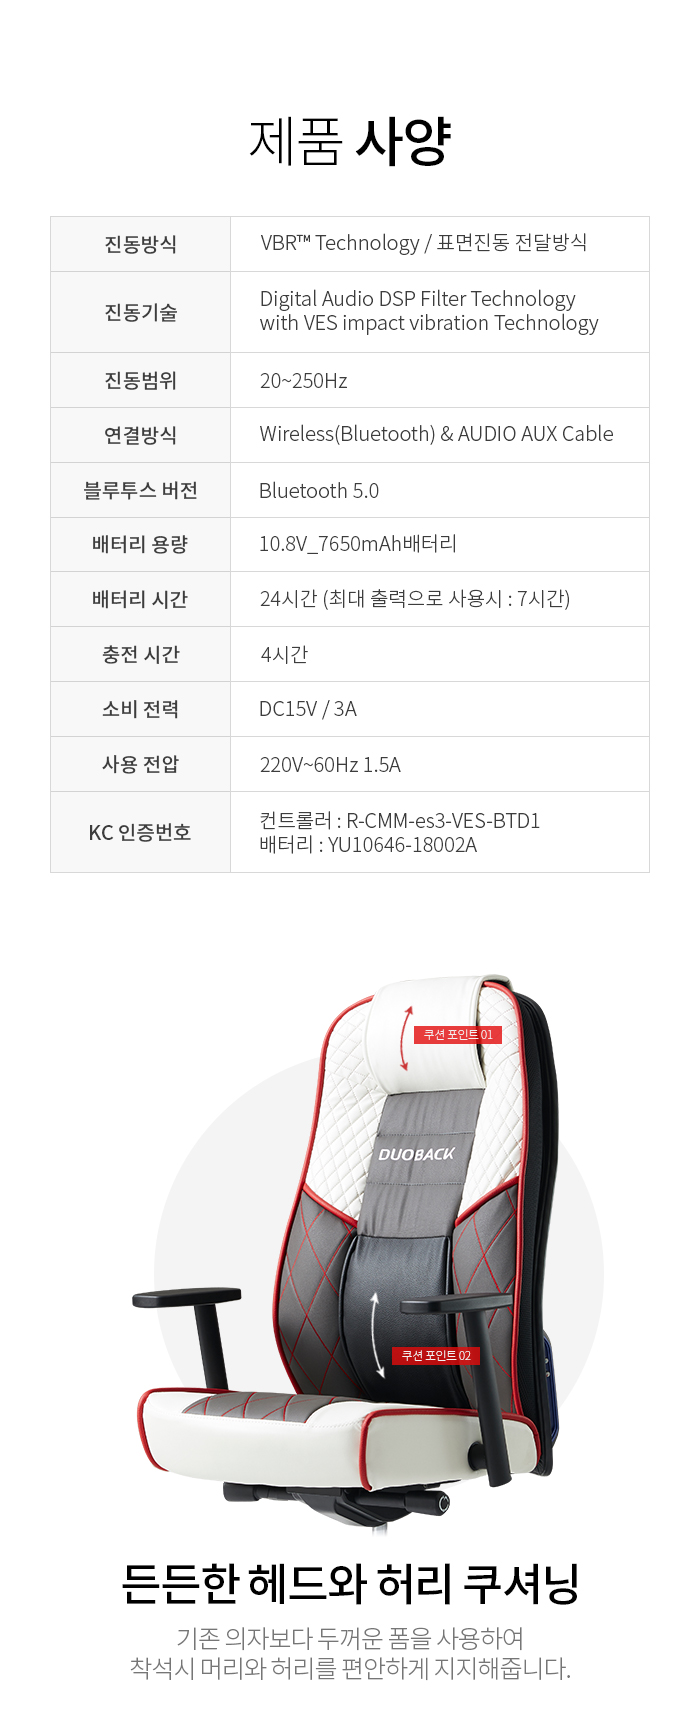 제품 사양
진동방식
VBR™ Technology / 표면진동 전달방식
진동기술
Digital Audio DSP Filter Technology
with VES impact vibration Technology
진동범위
20~250Hz
연결방식
Wireless(Bluetooth) & AUDIO AUX Cable
블루투스 버전
Bluetooth 5.0
배터리 용량
10.8V_7650mAh배터리
배터리 시간
24시간 (최대 출력으로 사용시 : 7시간)
충전 시간
4시간
소비 전력
DC15V / 3A
사용 전압
220V~60Hz 1.5A
KC 인증번호
컨트롤러 : R-CMM-es3-VES-BTD1
배터리 : YU10646-18002A
쿠션 포인트 01
DUOBACK
쿠션 포인트 02
든든한 헤드와 허리 쿠셔닝
기존 의자보다 두꺼운 폼을 사용하여
착석시 머리와 허리를 편안하게 지지해줍니다.